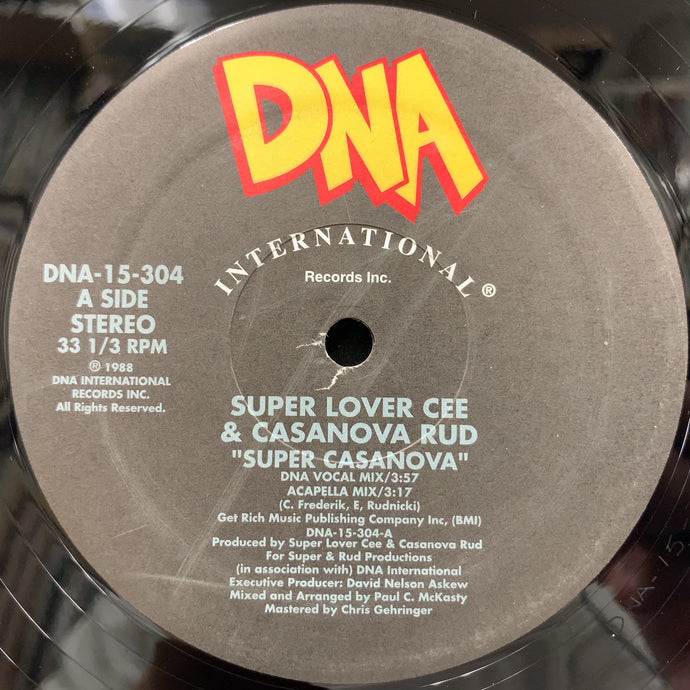 DNA
INTERNATIONAL ®
Records Inc.
DNA-15-304
A SIDE
STEREO
33 1/3 RPM
℗ 1988
DNA INTERNATIONAL
RECORDS INC.
All Rights Reserved.
SUPER LOVER CEE
& CASANOVA RUD
"SUPER CASANOVA"
DNA VOCAL MIX/3:57
ACAPELLA MIX/3:17
(C. Frederik, E, Rudnicki)
Get Rich Music Publishing Company Inc, (BMI)
DNA-15-304-A
Produced by Super Lover Cee & Casanova Rud
For Super & Rud Productions
(in association with) DNA International
Executive Producer: David Nelson Askew
Mixed and Arranged by Paul C. McKasty
Mastered by Chris Gehringer
DNA-15-